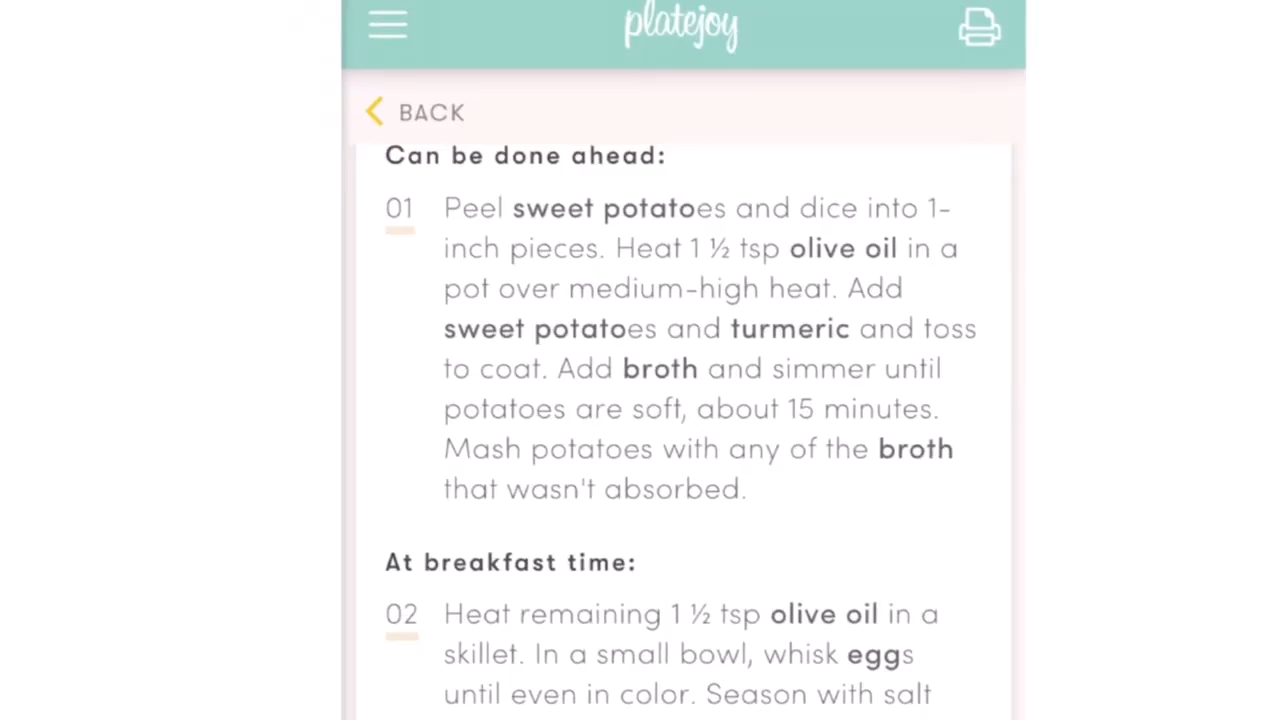 platejoy
BACK
Can be done ahead:
01 Peel sweet potatoes and dice into 1-
inch pieces. Heat 1 ½ tsp olive oil in a
pot over medium-high heat. Add
sweet potatoes and turmeric and toss
to coat. Add broth and simmer until
potatoes are soft, about 15 minutes.
Mash potatoes with any of the broth
that wasn't absorbed.
At breakfast time:
02 Heat remaining 1 ½ tsp olive oil in a
skillet. In a small bowl, whisk eggs
until even in color. Season with salt